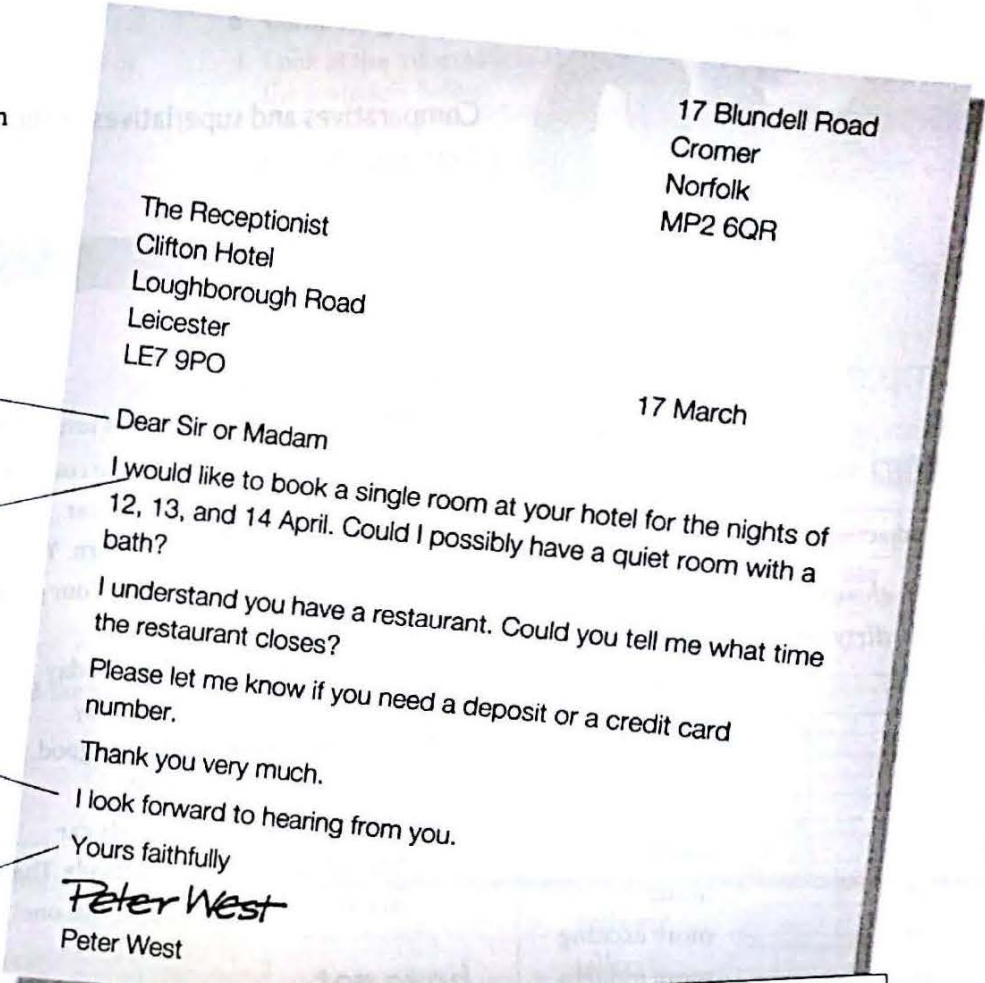 17 Blundell Road
Cromer
Norfolk
MP2 6QR
The Receptionist
Clifton Hotel
Loughborough Road
Leicester
LE7 9PO
17 March
Dear Sir or Madam
I would like to book a single room at your hotel for the nights of
12, 13, and 14 April. Could I possibly have a quiet room with a
bath?
I understand you have a restaurant. Could you tell me what time
the restaurant closes?
Please let me know if you need a deposit or a credit card
number.
Thank you very much.
I look forward to hearing from you.
Yours faithfully
Peter West
Peter West